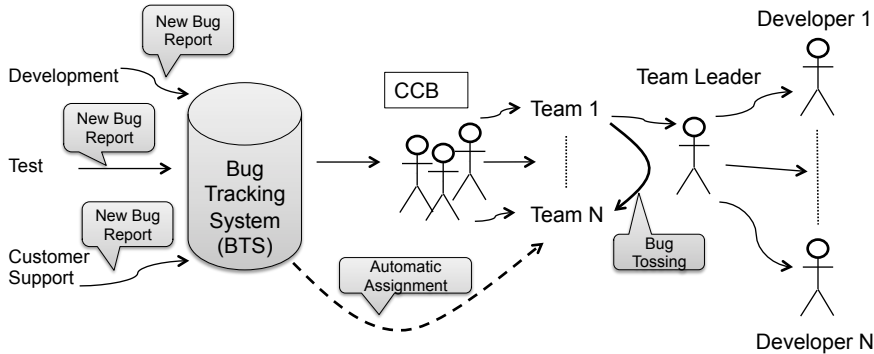 New Bug
Report
Development
New Bug
Report
Test
New Bug
Report
Customer
Support
Bug
Tracking
System
(BTS)
Automatic
Assignment
CCB
Team 1
Team N
Bug
Tossing
Team Leader
Developer 1
Developer N